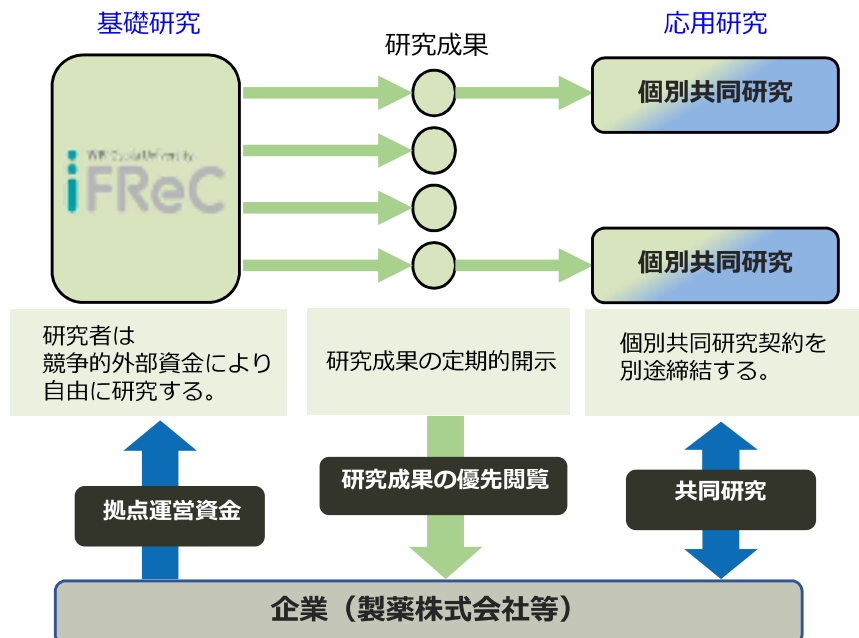 基礎研究
研究成果
応用研究
個別共同研究
WPI Osaka University
iFReC
個別共同研究
研究者は
競争的外部資金により
自由に研究する。
研究成果の定期的開示
個別共同研究契約を
別途締結する。
拠点運営資金
研究成果の優先閲覧
共同研究
企業（製薬株式会社等）